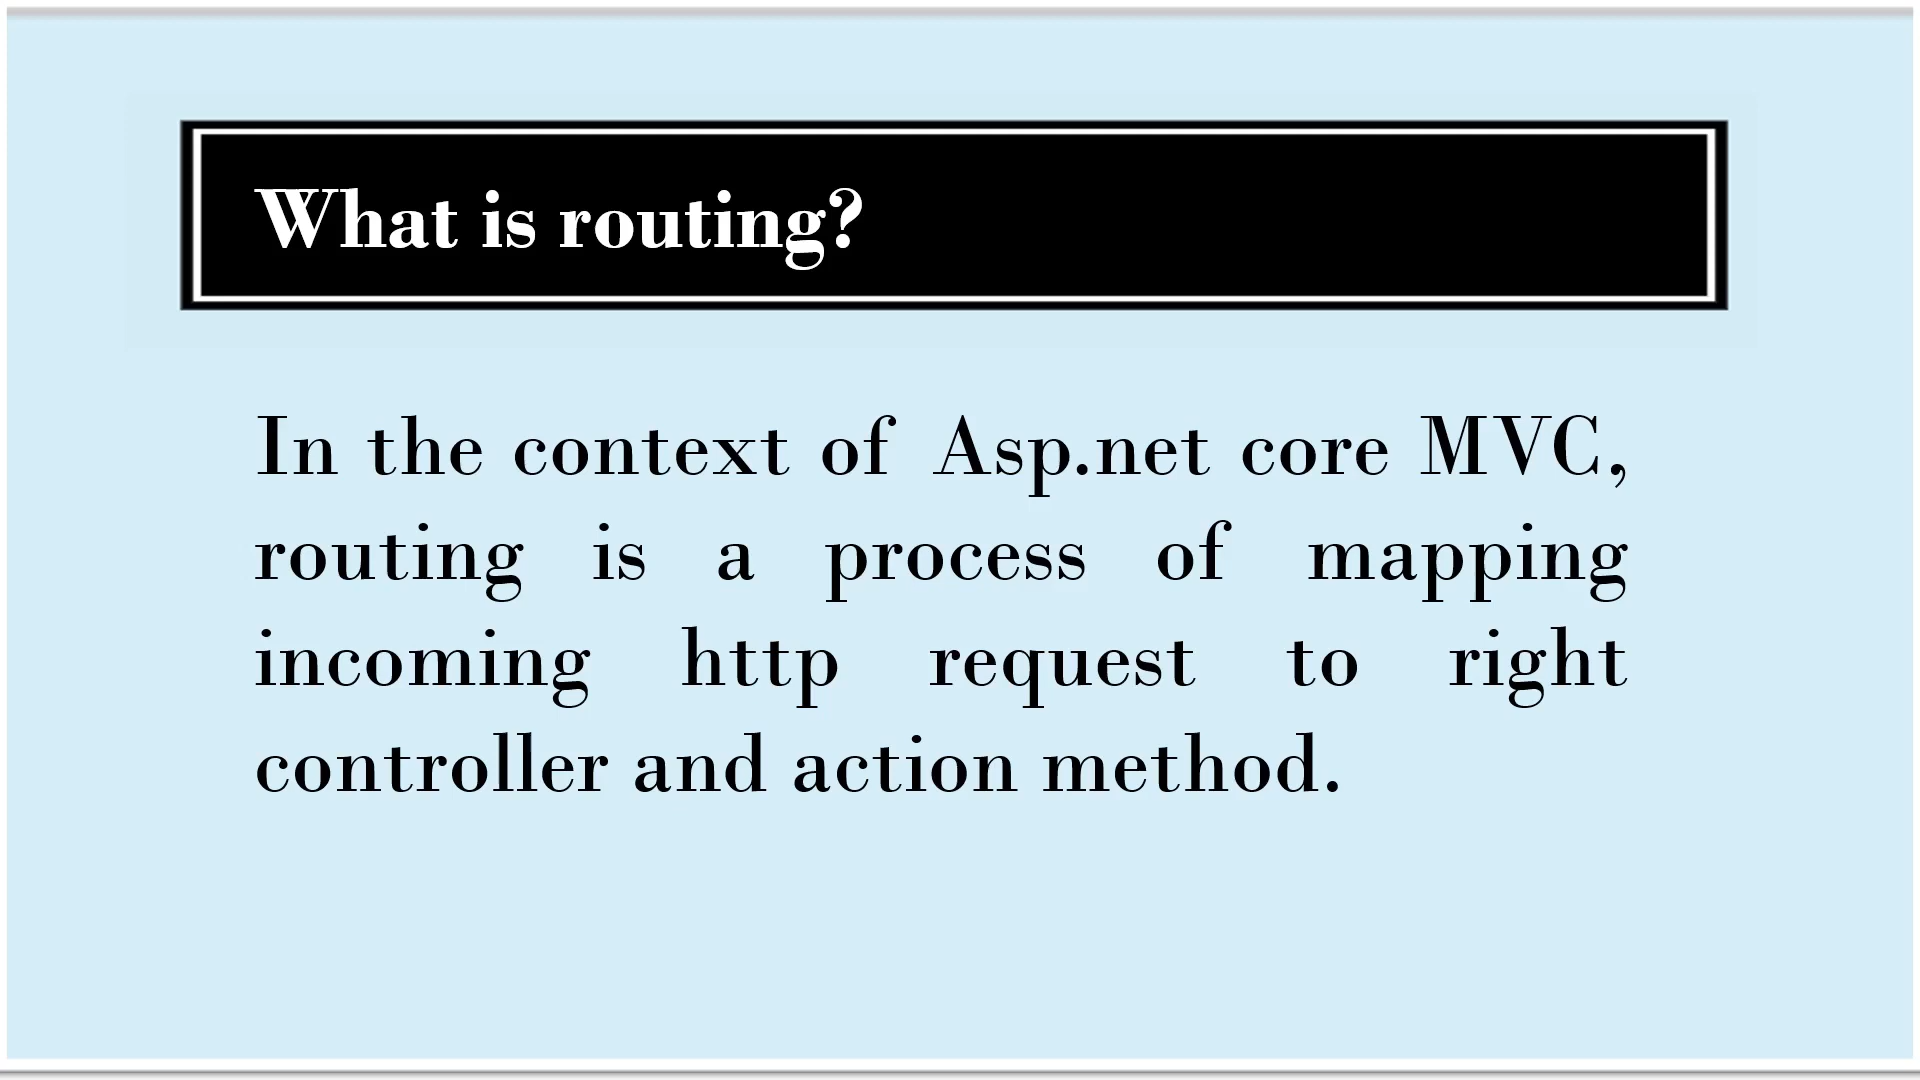 What is routing?
In the context of Asp.net core MVC,
routing is a process of mapping
incoming http request to right
controller and action method.